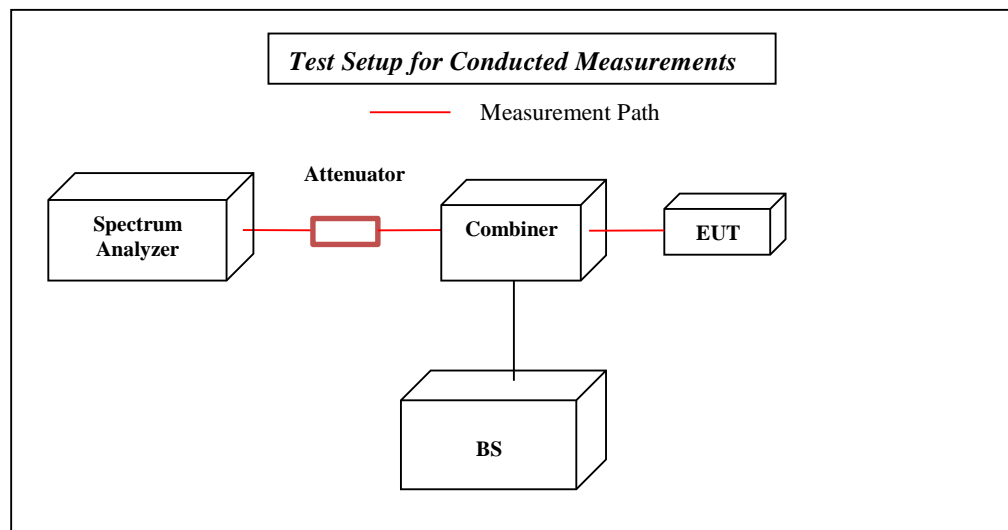 Test Setup for Conducted Measurements
Measurement Path
Attenuator
Spectrum
Analyzer
Combiner
EUT
BS